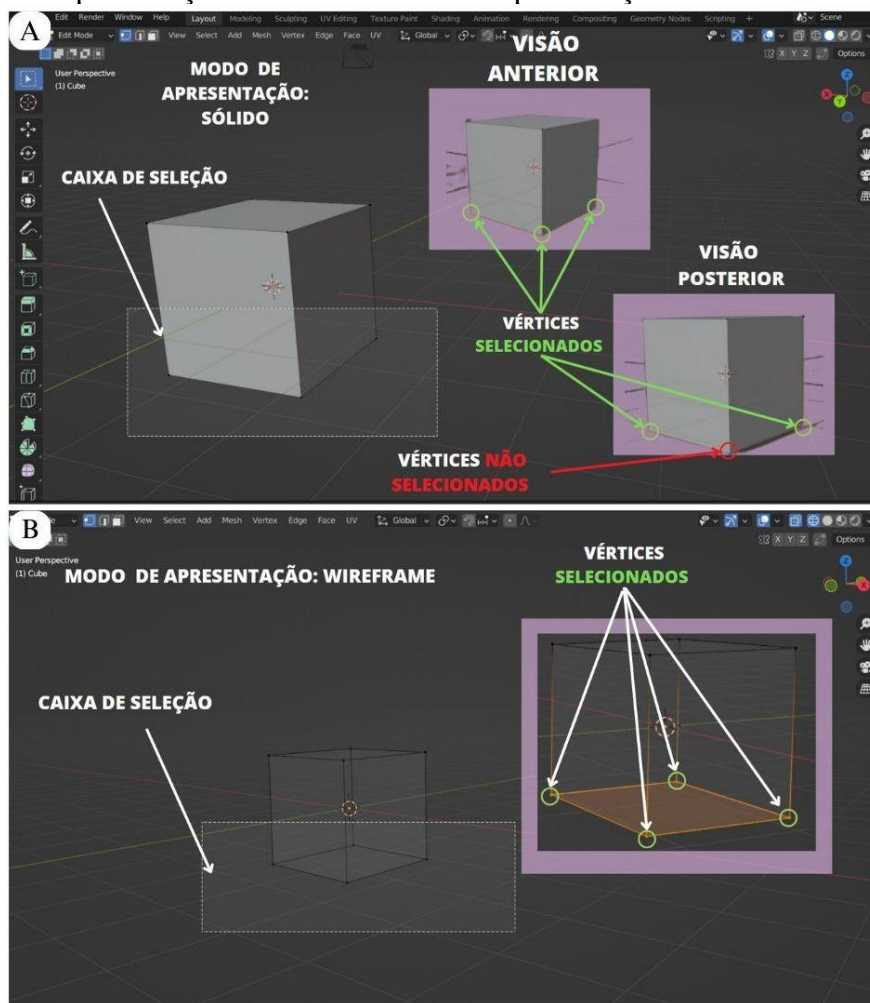 A
Edit Render Window Help Layout Modeling Sculpting UV Editing Texture Paint Shading Animation Rendering Compositing Geometry Nodes Scripting + Scene
Edit Mode View Select Add Mesh Vertex Edge Face UV Global
X Y Z Options
User Perspective
(1) Cube
MODO DE
APRESENTAÇÃO:
SÓLIDO
VISÃO
ANTERIOR
CAIXA DE SELEÇÃO
VISÃO
POSTERIOR
VÉRTICES
SELECIONADOS
VÉRTICES NÃO
SELECIONADOS
B
View Select Add Mesh Vertex Edge Face UV Global
X Y Z Options
User Perspective
(1) Cube
MODO DE APRESENTAÇÃO: WIREFRAME
VÉRTICES
SELECIONADOS
CAIXA DE SELEÇÃO